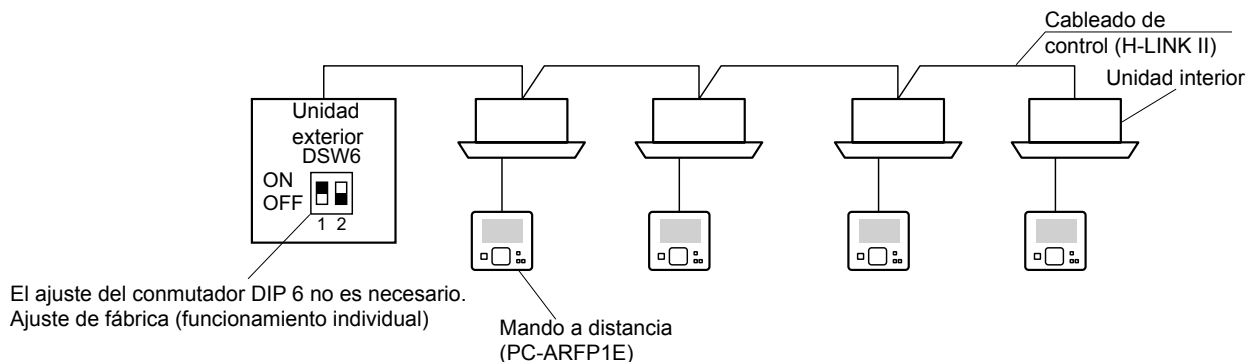 Cableado de
control (H-LINK II)
Unidad interior
Unidad
exterior
DSW6
ON
OFF
1 2
El ajuste del conmutador DIP 6 no es necesario.
Ajuste de fábrica (funcionamiento individual)
Mando a distancia
(PC-ARFP1E)